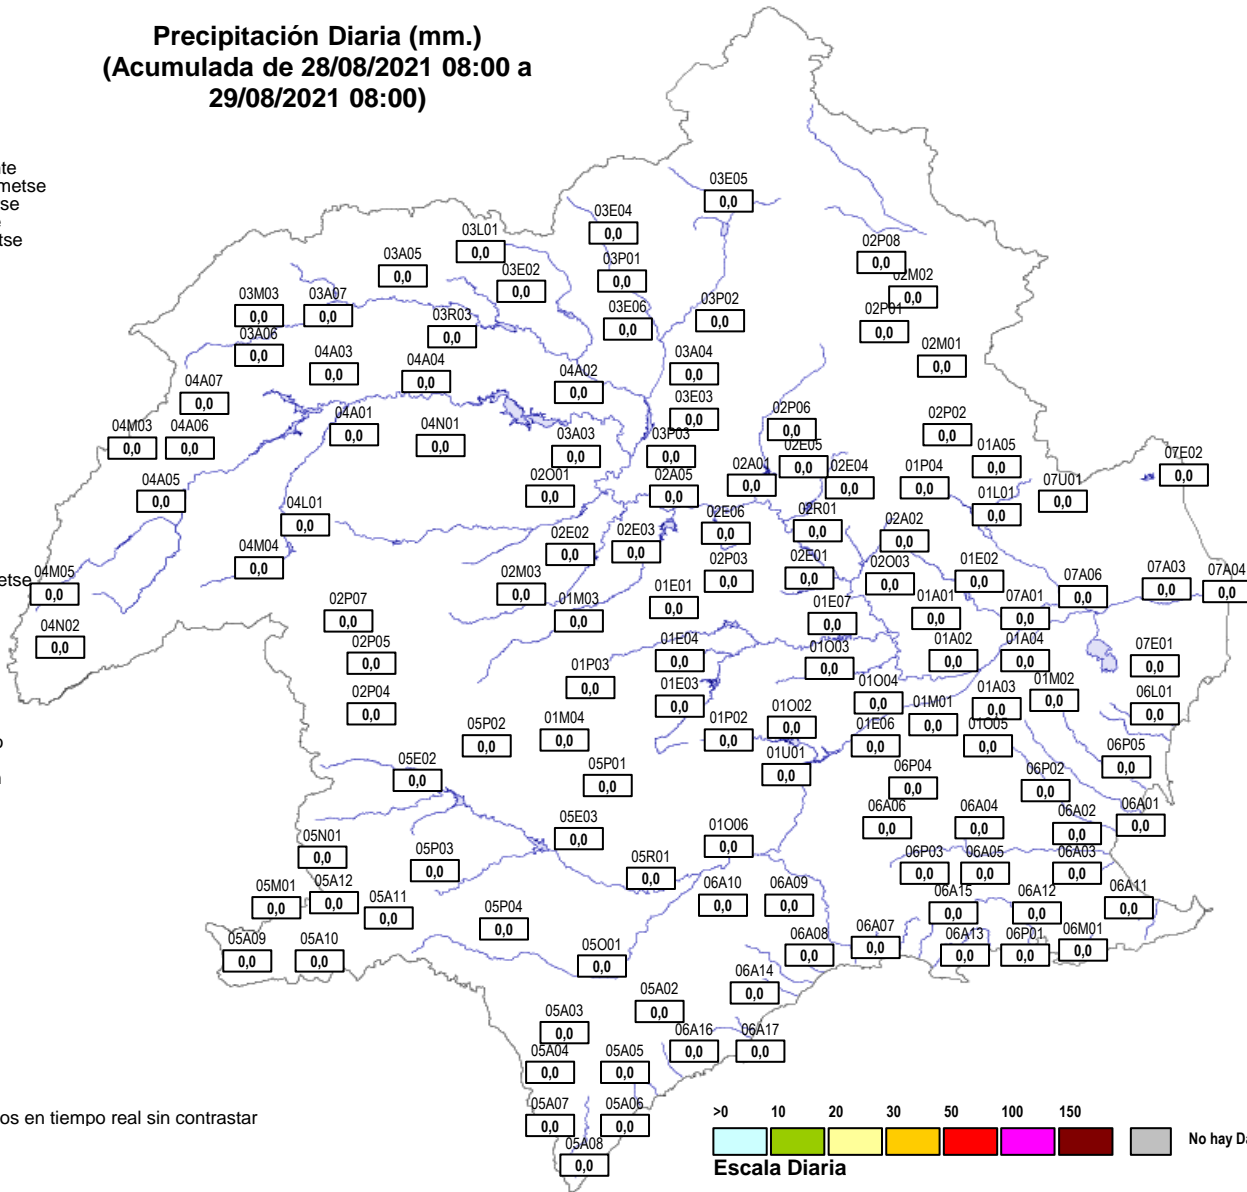 Precipitación Diaria (mm.)
(Acumulada de 28/08/2021 08:00 a
29/08/2021 08:00)
03E05
0,0
03E04
0,0
03L01
0,0
03A05
0,0
03P01
0,0
03E02
0,0
02P08
0,0
02M02
0,0
03M03
0,0
03A07
0,0
03R03
0,0
03E06
0,0
03P02
0,0
02P01
0,0
03A06
0,0
04A03
0,0
04A04
0,0
04A02
0,0
03A04
0,0
02M01
0,0
04A07
0,0
03E03
0,0
04M03
0,0
04A06
0,0
04A01
0,0
04N01
0,0
03A03
0,0
03P03
0,0
02P06
0,0
02E05
0,0
02P02
0,0
01A05
0,0
07E02
0,0
04A05
0,0
02O01
0,0
02A05
0,0
02A01
0,0
02E04
0,0
01P04
0,0
01L01
0,0
07U01
0,0
04L01
0,0
02E06
0,0
02R01
0,0
02A02
0,0
04M04
0,0
02E02
0,0
02E03
0,0
04M05
0,0
metse
02M03
0,0
01M03
0,0
01E01
0,0
02P03
0,0
02E01
0,0
02O03
0,0
01E02
0,0
07A06
0,0
07A03
0,0
07A04
0,0
04N02
0,0
02P07
0,0
01E07
0,0
01A01
0,0
07A01
0,0
02P05
0,0
01E04
0,0
01O03
0,0
01A02
0,0
01A04
0,0
07E01
0,0
02P04
0,0
01P03
0,0
01E03
0,0
01O04
0,0
01M01
0,0
01A03
0,0
01M02
0,0
06L01
0,0
05P02
0,0
01M04
0,0
01P02
0,0
01O02
0,0
01E06
0,0
01O05
0,0
05E02
0,0
05P01
0,0
01U01
0,0
06P04
0,0
06P02
0,0
06P05
0,0
05E03
0,0
01O06
0,0
06A06
0,0
06A04
0,0
06A02
0,0
06A01
0,0
05N01
0,0
05P03
0,0
05R01
0,0
06P03
0,0
06A05
0,0
06A03
0,0
05M01
0,0
05A12
0,0
05A11
0,0
05P04
0,0
06A10
0,0
06A09
0,0
06A15
0,0
06A12
0,0
06A11
0,0
05A09
0,0
05A10
0,0
05O01
0,0
06A08
0,0
06A07
0,0
06A13
0,0
06P01
0,0
06M01
0,0
05A02
0,0
06A14
0,0
05A03
0,0
06A16
0,0
06A17
0,0
05A04
0,0
05A05
0,0
05A07
0,0
05A06
0,0
05A08
0,0
os en tiempo real sin contrastar
>0 10 20 30 50 100 150
No hay Da
Escala Diaria